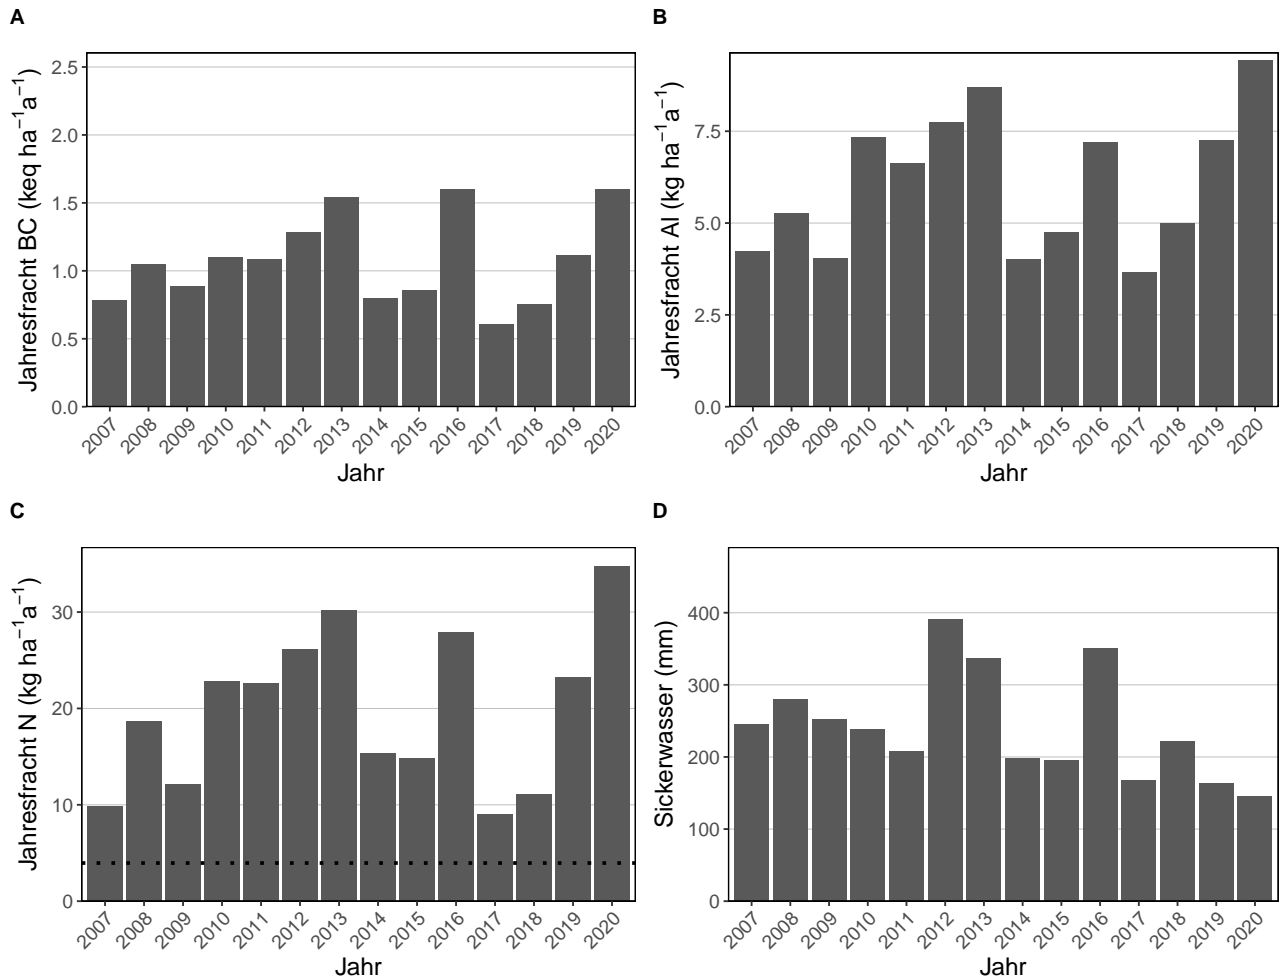 A
Jahresfracht BC (keq ha⁻¹a⁻¹)
2.5
2.0
1.5
1.0
0.5
0.0
2007 2008 2009 2010 2011 2012 2013 2014 2015 2016 2017 2018 2019 2020
Jahr
B
Jahresfracht Al (kg ha⁻¹a⁻¹)
7.5
5.0
2.5
0.0
2007 2008 2009 2010 2011 2012 2013 2014 2015 2016 2017 2018 2019 2020
Jahr
C
Jahresfracht N (kg ha⁻¹a⁻¹)
30
20
10
0
2007 2008 2009 2010 2011 2012 2013 2014 2015 2016 2017 2018 2019 2020
Jahr
D
Sickerwasser (mm)
400
300
200
100
0
2007 2008 2009 2010 2011 2012 2013 2014 2015 2016 2017 2018 2019 2020
Jahr